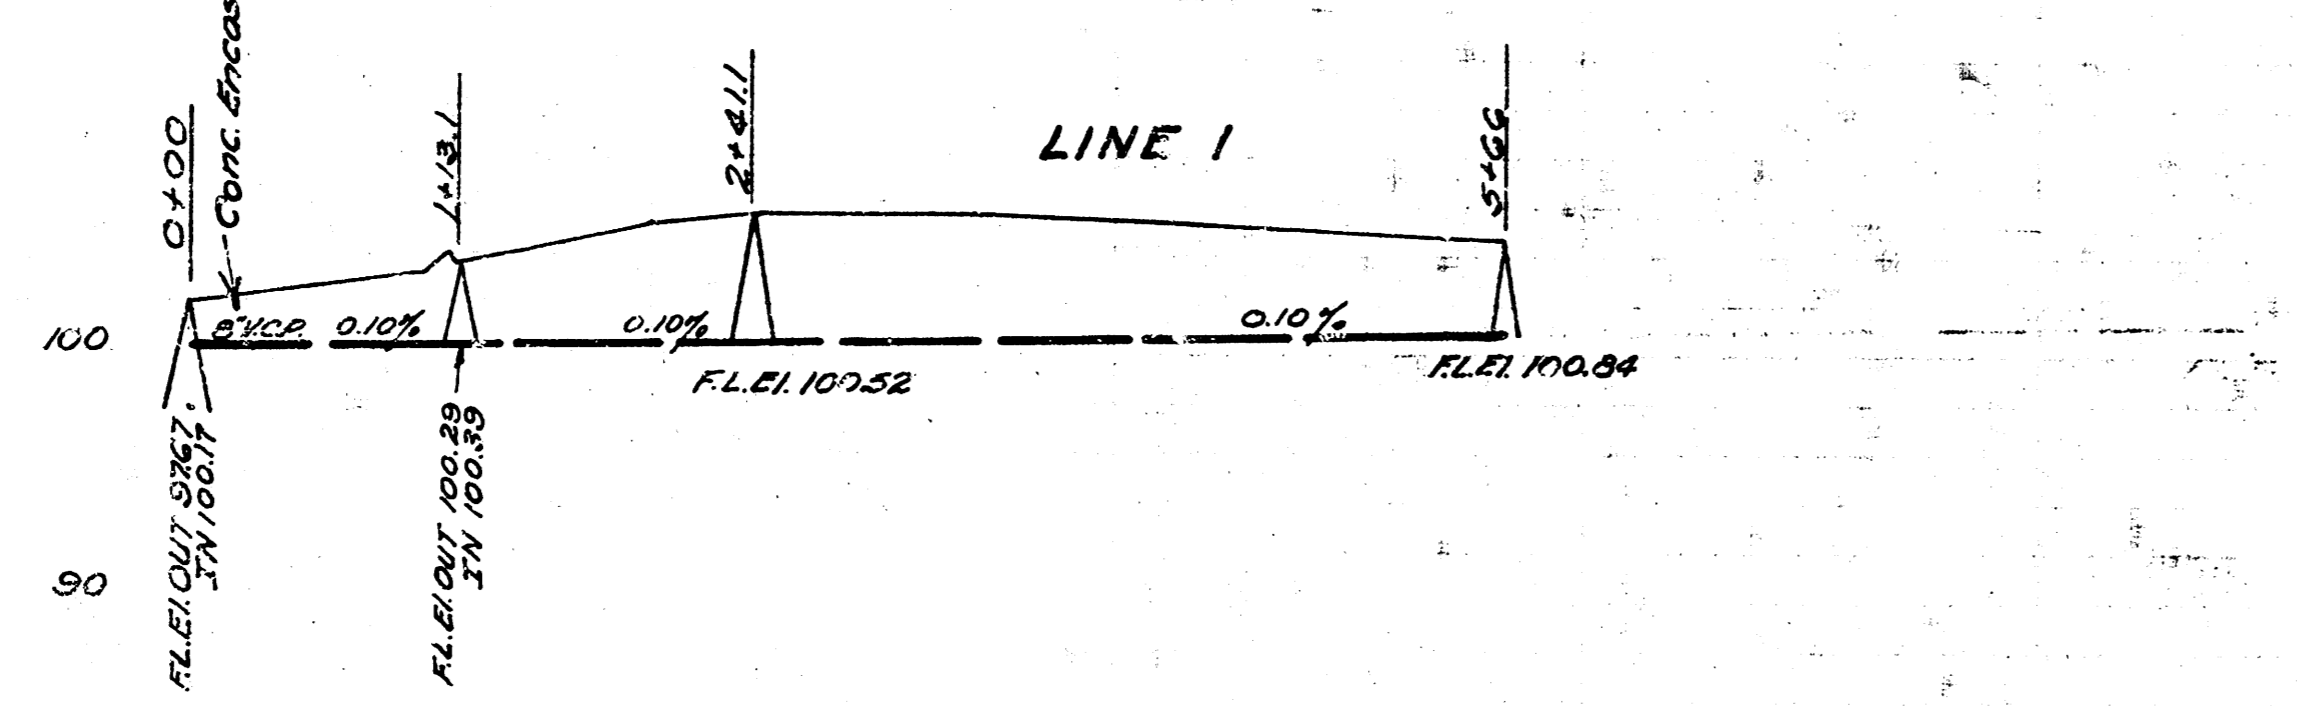 0+00
Conc. Encas
1+13.1
2+41.1
LINE 1
5+66
100
8" V.C.P.
0.10%
0.10%
0.10%
F.L.El. 100.52
F.L.El. 100.84
F.L.El. OUT 97.67
IN 100.17
F.L.El. OUT 100.29
IN 100.39
90